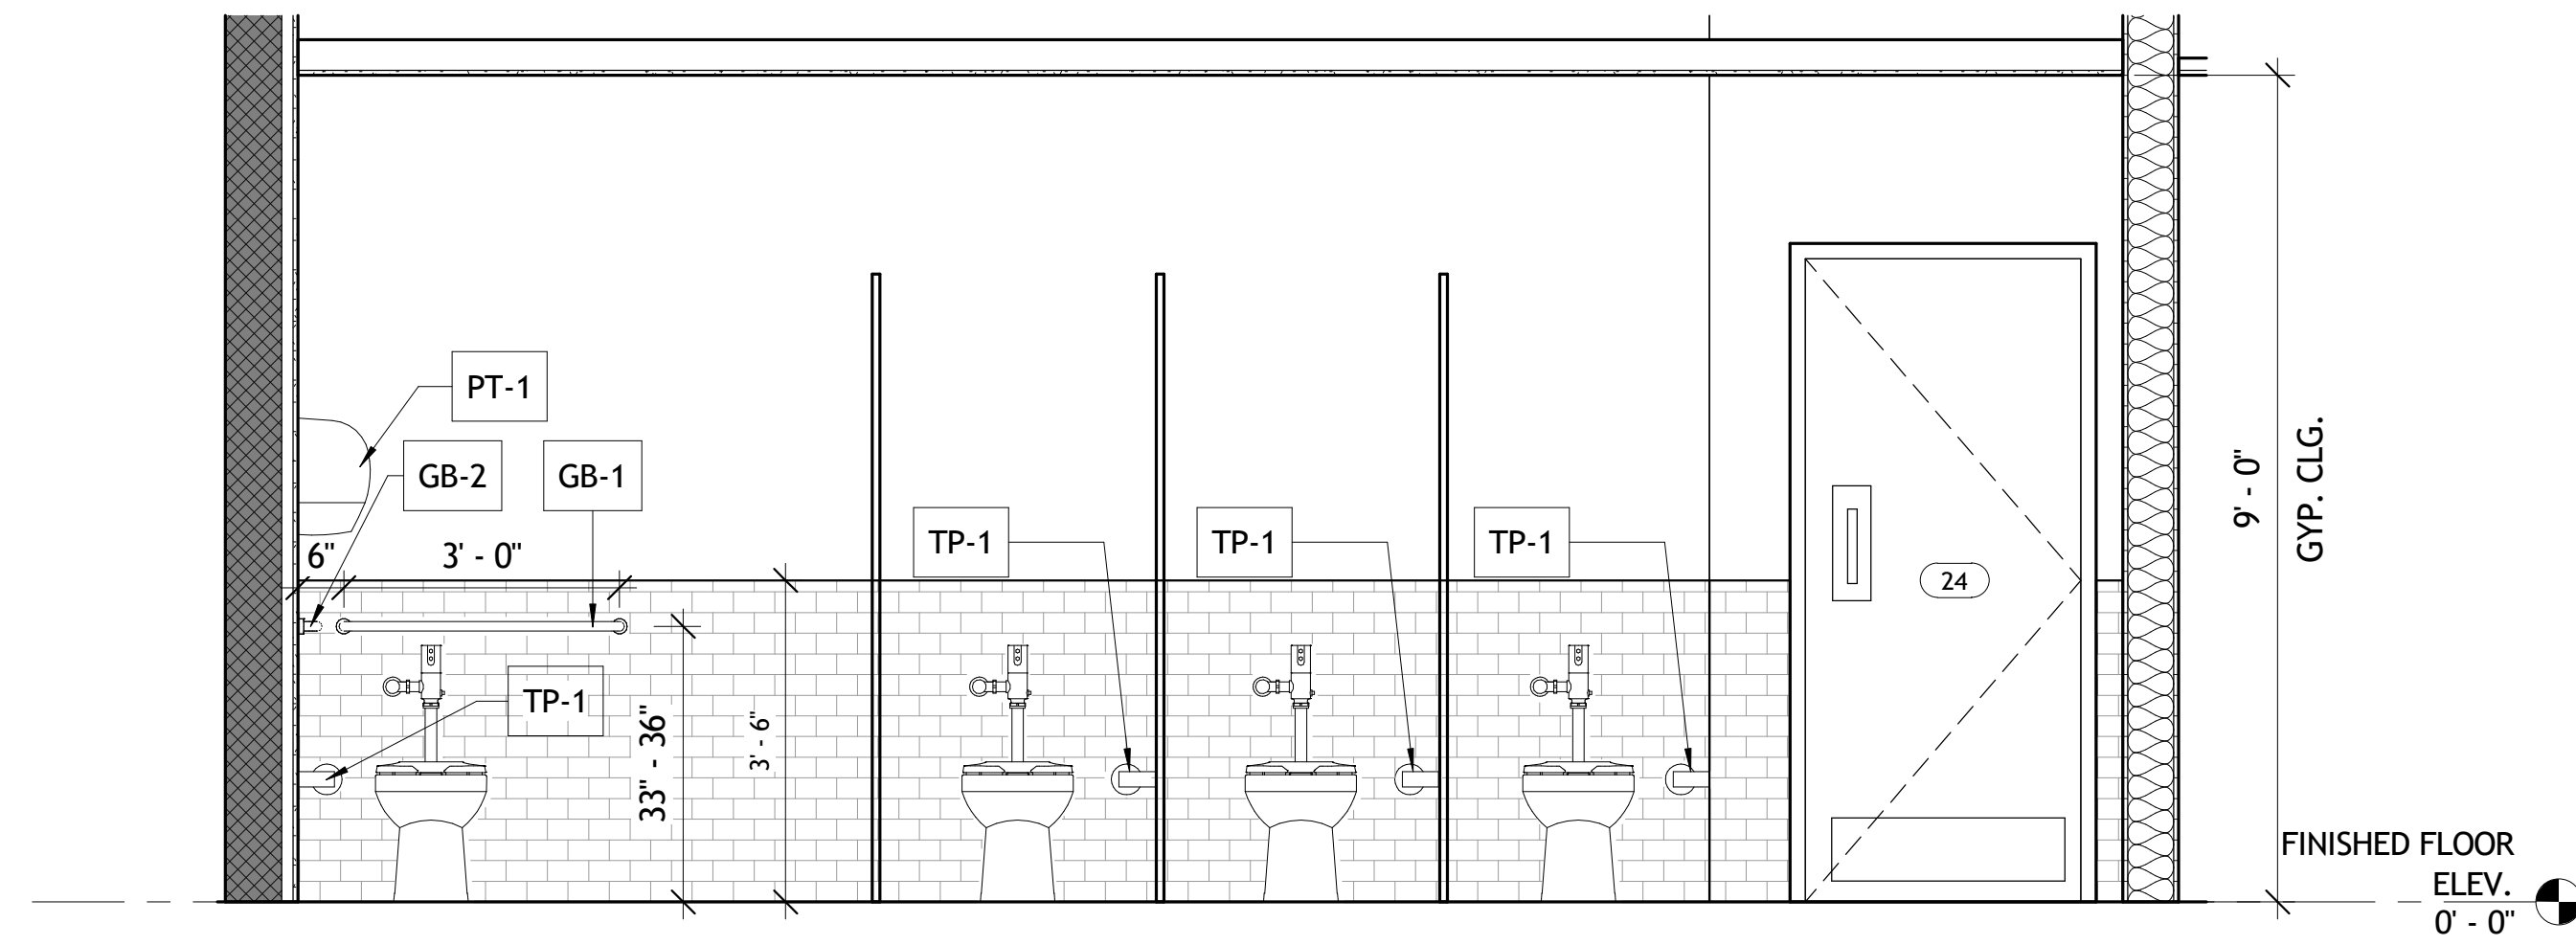 PT-1
GB-2
GB-1
6"
3' - 0"
TP-1
TP-1
TP-1
TP-1
24
33" - 36"
3' - 6"
9' - 0"
GYP. CLG.
FINISHED FLOOR
ELEV.
0' - 0"